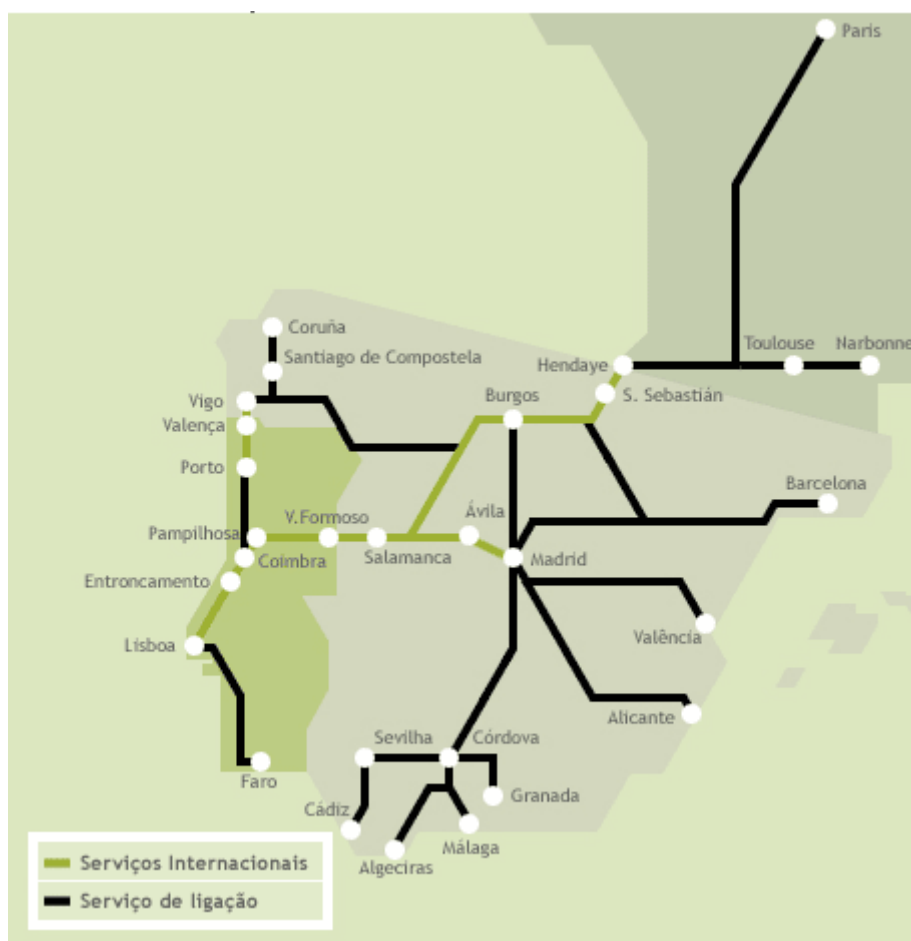 Paris
Coruña
Santiago de Compostela
Toulouse
Narbonne
Hendaye
S. Sebastián
Burgos
Vigo
Valença
Porto
Barcelona
Ávila
V.Formoso
Pampilhosa
Coimbra
Salamanca
Madrid
Entroncamento
Valência
Lisboa
Alicante
Sevilha
Córdova
Faro
Granada
Cádiz
Málaga
Algeciras
Serviços Internacionais
Serviço de ligação